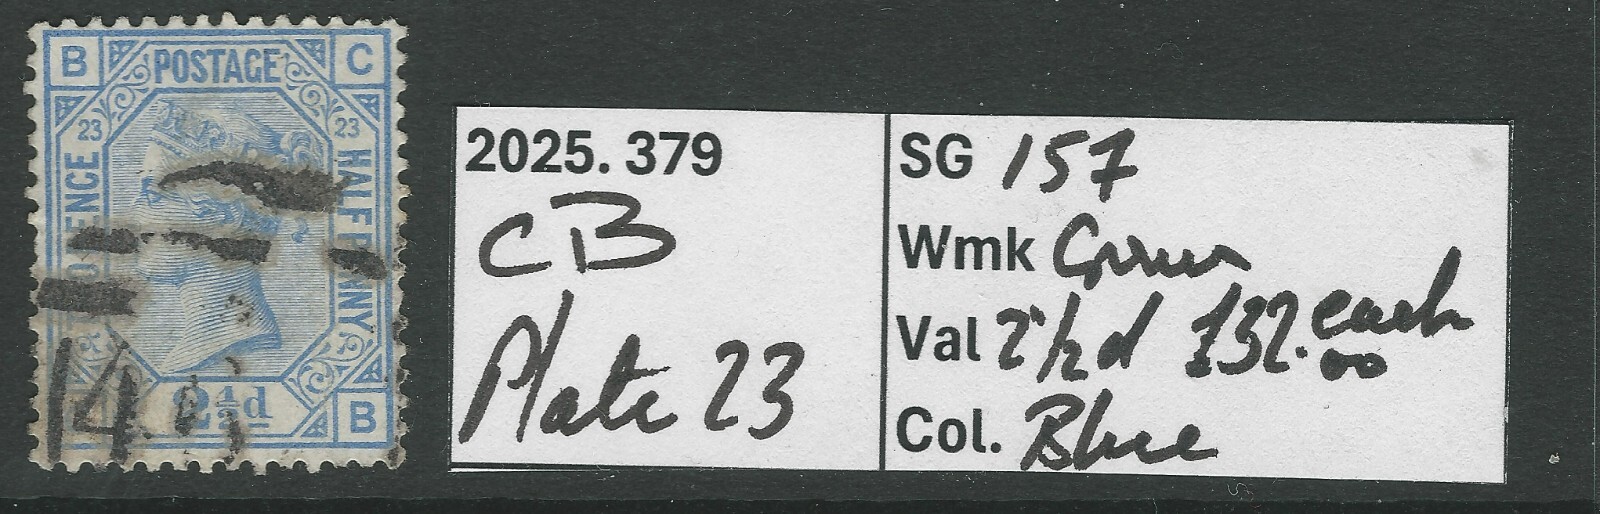 B POSTAGE C
23 23
HALF PENNY
2½d B
2025. 379
CB
Plate 23
SG 157
Wmk Crown
Val 2½d £32.00 each
Col. Blue